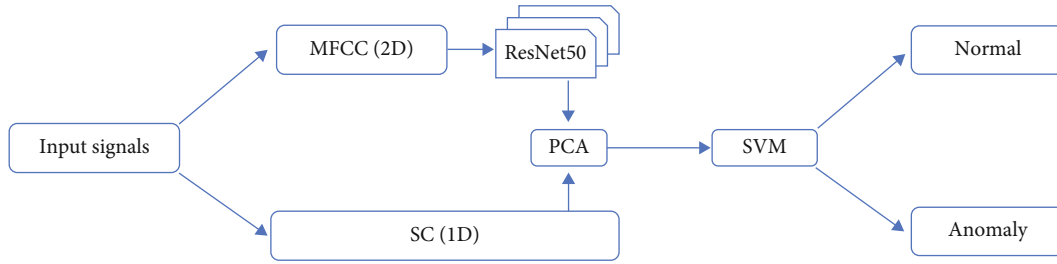 Input signals
MFCC (2D)
ResNet50
SC (1D)
PCA
SVM
Normal
Anomaly